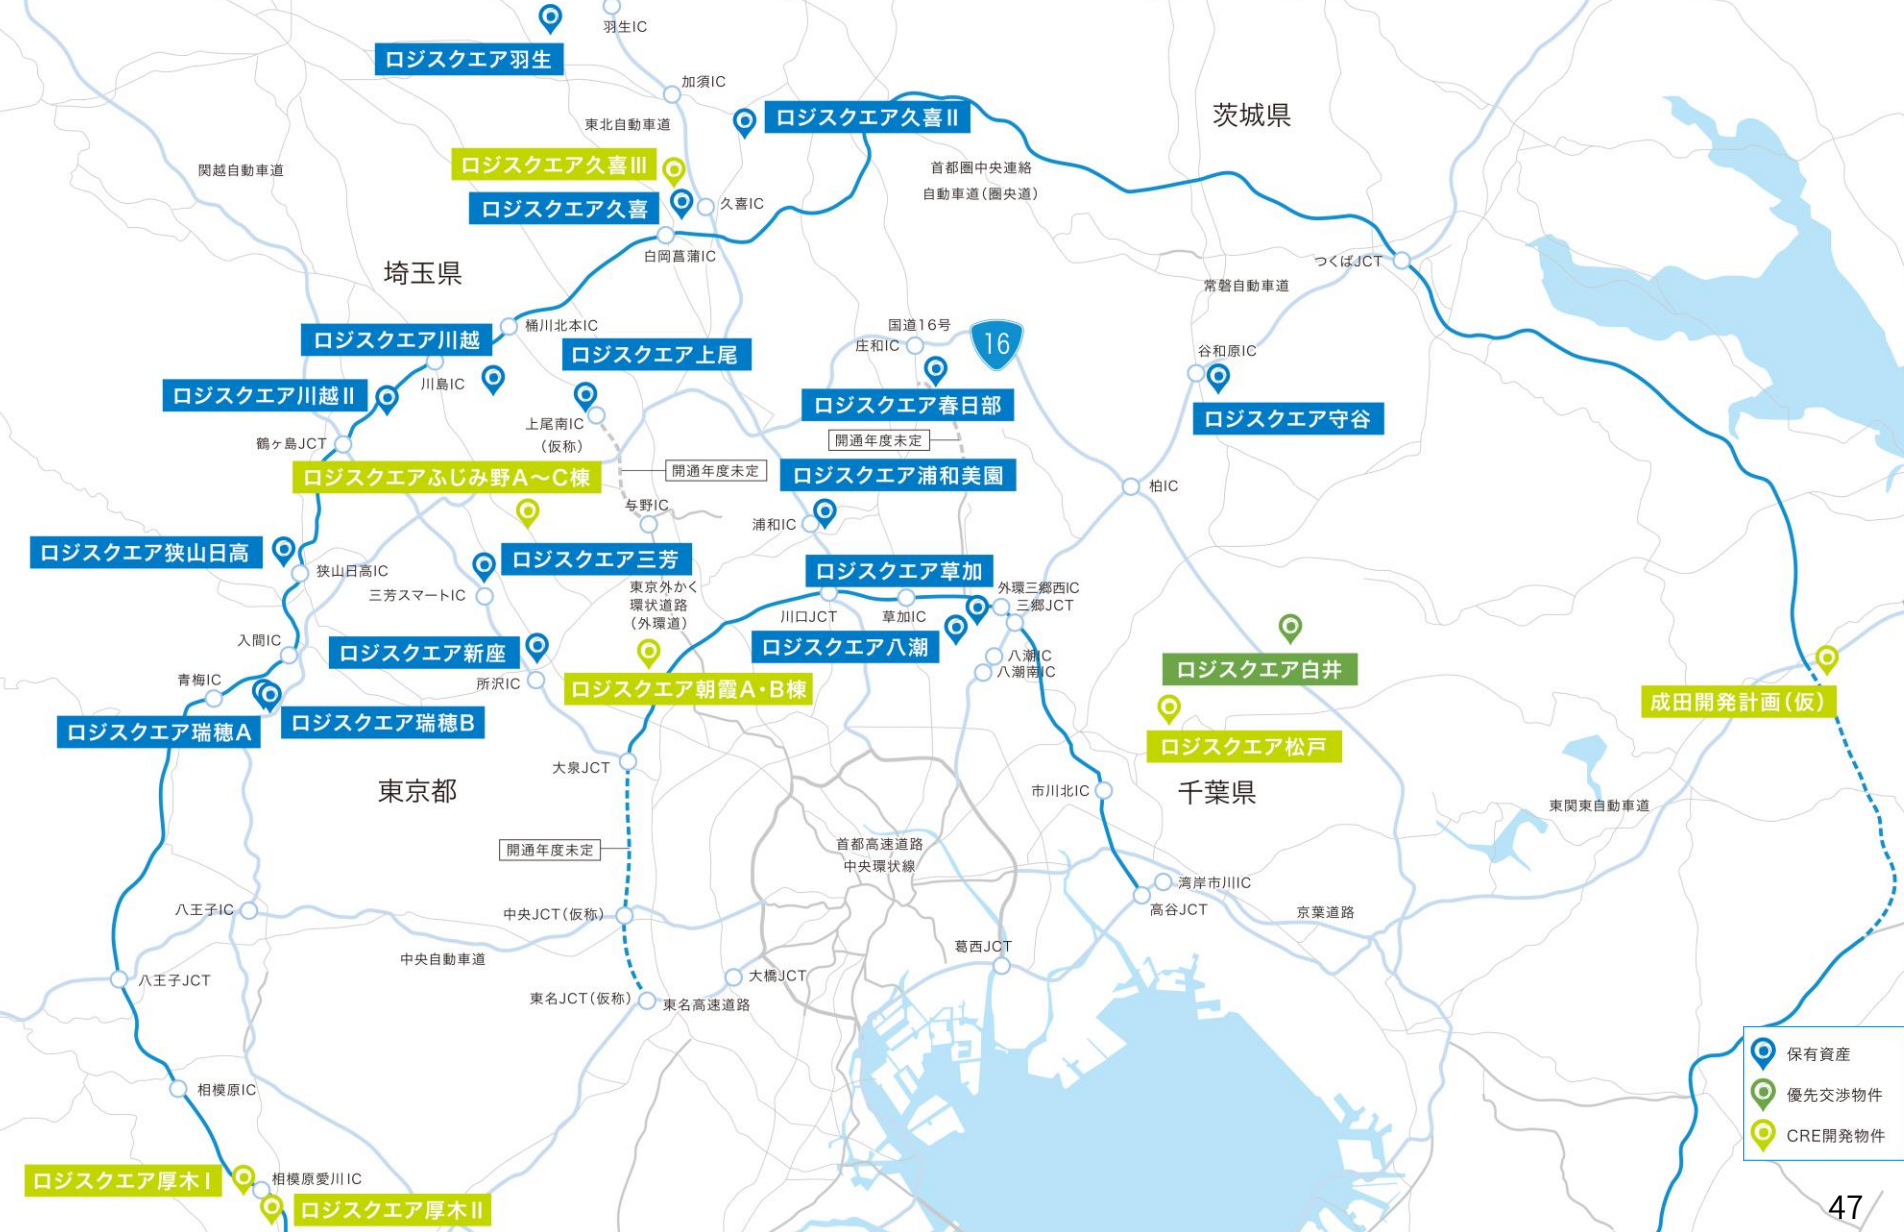 羽生IC
ロジスクエア羽生
加須IC
ロジスクエア久喜Ⅱ
茨城県
東北自動車道
関越自動車道
ロジスクエア久喜Ⅲ
首都圏中央連絡
自動車道(圏央道)
ロジスクエア久喜
久喜IC
白岡菖蒲IC
埼玉県
つくばJCT
常磐自動車道
桶川北本IC
国道16号
16
庄和IC
ロジスクエア川越
ロジスクエア上尾
谷和原IC
川島IC
ロジスクエア川越Ⅱ
ロジスクエア春日部
ロジスクエア守谷
上尾南IC
(仮称)
開通年度未定
鶴ヶ島JCT
開通年度未定
ロジスクエアふじみ野A〜C棟
ロジスクエア浦和美園
柏IC
与野IC
浦和IC
ロジスクエア狭山日高
狭山日高IC
ロジスクエア三芳
ロジスクエア草加
三芳スマートIC
東京外かく
環状道路
(外環道)
外環三郷西IC
三郷JCT
川口JCT
草加IC
入間IC
ロジスクエア新座
ロジスクエア八潮
八潮IC
八潮南IC
ロジスクエア白井
青梅IC
所沢IC
ロジスクエア朝霞A・B棟
成田開発計画(仮)
ロジスクエア瑞穂A
ロジスクエア瑞穂B
ロジスクエア松戸
大泉JCT
東京都
市川北IC
千葉県
東関東自動車道
開通年度未定
首都高速道路
中央環状線
湾岸市川IC
高谷JCT
京葉道路
八王子IC
中央JCT(仮称)
中央自動車道
葛西JCT
八王子JCT
大橋JCT
東名JCT(仮称)
東名高速道路
保有資産
優先交渉物件
CRE開発物件
相模原IC
ロジスクエア厚木Ⅰ
相模原愛川IC
ロジスクエア厚木Ⅱ
47